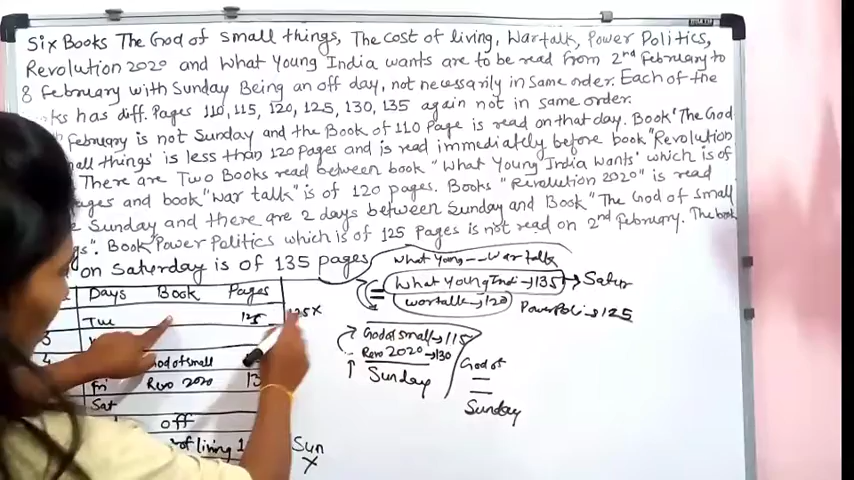 Six Books The God of small things, The cost of living, Wartalk, Power Politics,
Revolution 2020 and What Young India wants are to be read from 2nd February to
8 February with Sunday Being an off day, not necessarily in Same order. Each of the
ks has diff. Pages 110, 115, 120, 125, 130, 135 again not in same order.
February is not Sunday and the Book of 110 Page is read on that day. Book 'The God
all things' is less than 120 pages and is read immediately before book "Revolution
There are Two Books read between book "What Young India Wants' which is of
ages and book "war talk" is of 120 pages. Books "Revolution 2020" is read
e Sunday and there are 2 days between Sunday and Book "The God of Small
gs". Book Power Politics which is of 125 Pages is not read on 2nd february. The book
on Saturday is of 135 pages
What Young -- War talk
What Young Indi → 135 → Satur
wartalk → 120
PowerPoli → 125
Days Book Pages
Tue 125
125 X
3
4 God of small
Fri Revo 2020 13
Sat
off
of living 1
Sun
X
God of small → 115
Revo 2020 → 130
Sunday
God of
Sunday